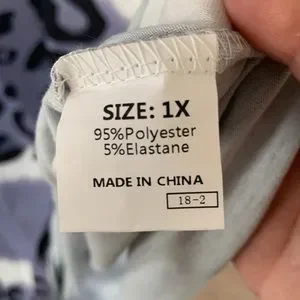 SIZE: 1X
95%Polyester
5%Elastane
MADE IN CHINA
18-2